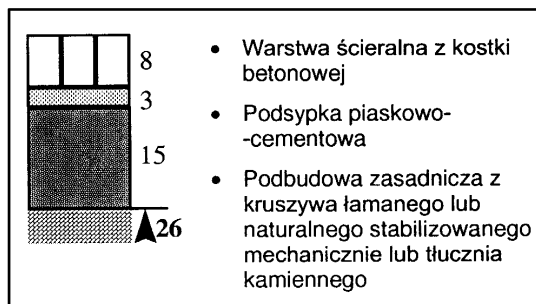 8
3
15
26
• Warstwa ścieralna z kostki
betonowej
• Podsypka piaskowo-
-cementowa
• Podbudowa zasadnicza z
kruszywa łamanego lub
naturalnego stabilizowanego
mechanicznie lub tłucznia
kamiennego